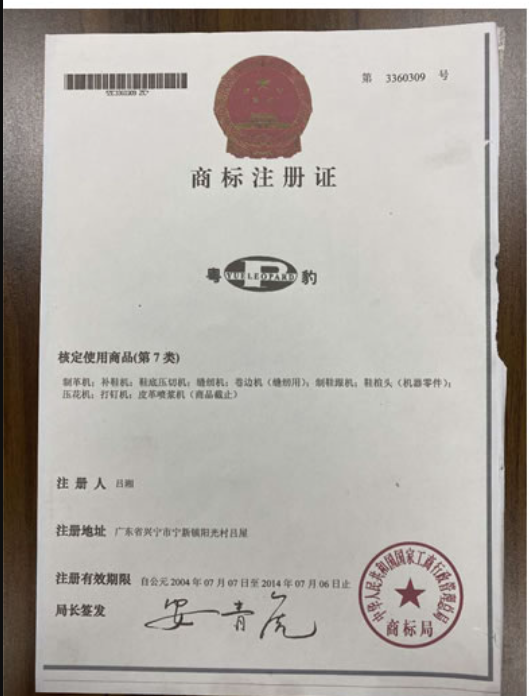 第 3360309 号
商标注册证
粤 YUE LEOPARD 豹
核定使用商品(第 7 类)
制革机；补鞋机；鞋底压切机；缝纫机；卷边机（缝纫用）；制鞋跟机；鞋楦头（机器零件）；
压花机；打钉机；皮革喷浆机（商品截止）
注 册 人 吕湘
注册地址 广东省兴宁市宁新镇阳光村吕屋
注册有效期限 自公元 2004 年 07 月 07 日至 2014 年 07 月 06 日止
局长签发 安青虎
中华人民共和国国家工商行政管理总局
商标局